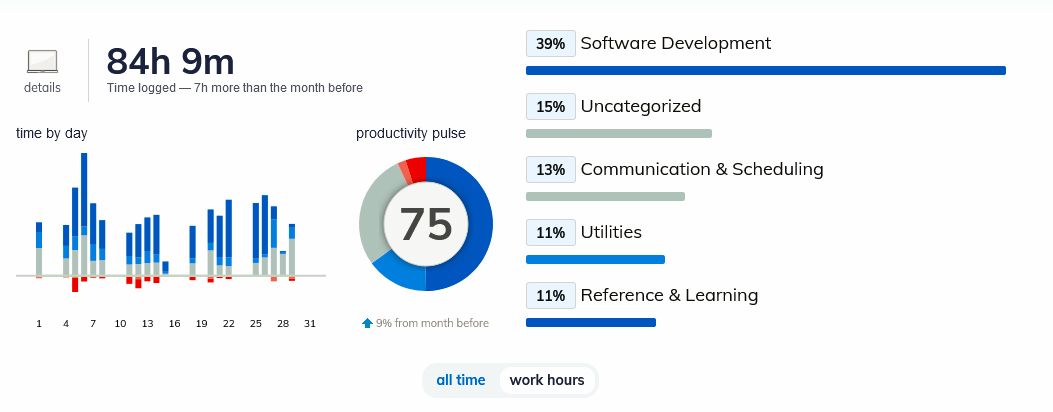 84h 9m
details
Time logged — 7h more than the month before
time by day
productivity pulse
75
1 4 7 10 13 16 19 22 25 28 31
9% from month before
39% Software Development
15% Uncategorized
13% Communication & Scheduling
11% Utilities
11% Reference & Learning
all time work hours